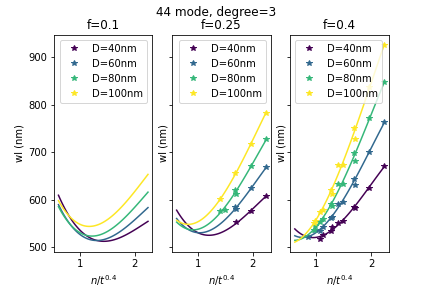 44 mode, degree=3
f=0.1
f=0.25
f=0.4
wl (nm)
900
800
700
600
500
D=40nm
D=60nm
D=80nm
D=100nm
1
2
n/t^0.4
wl (nm)
D=40nm
D=60nm
D=80nm
D=100nm
1
2
n/t^0.4
wl (nm)
D=40nm
D=60nm
D=80nm
D=100nm
1
2
n/t^0.4